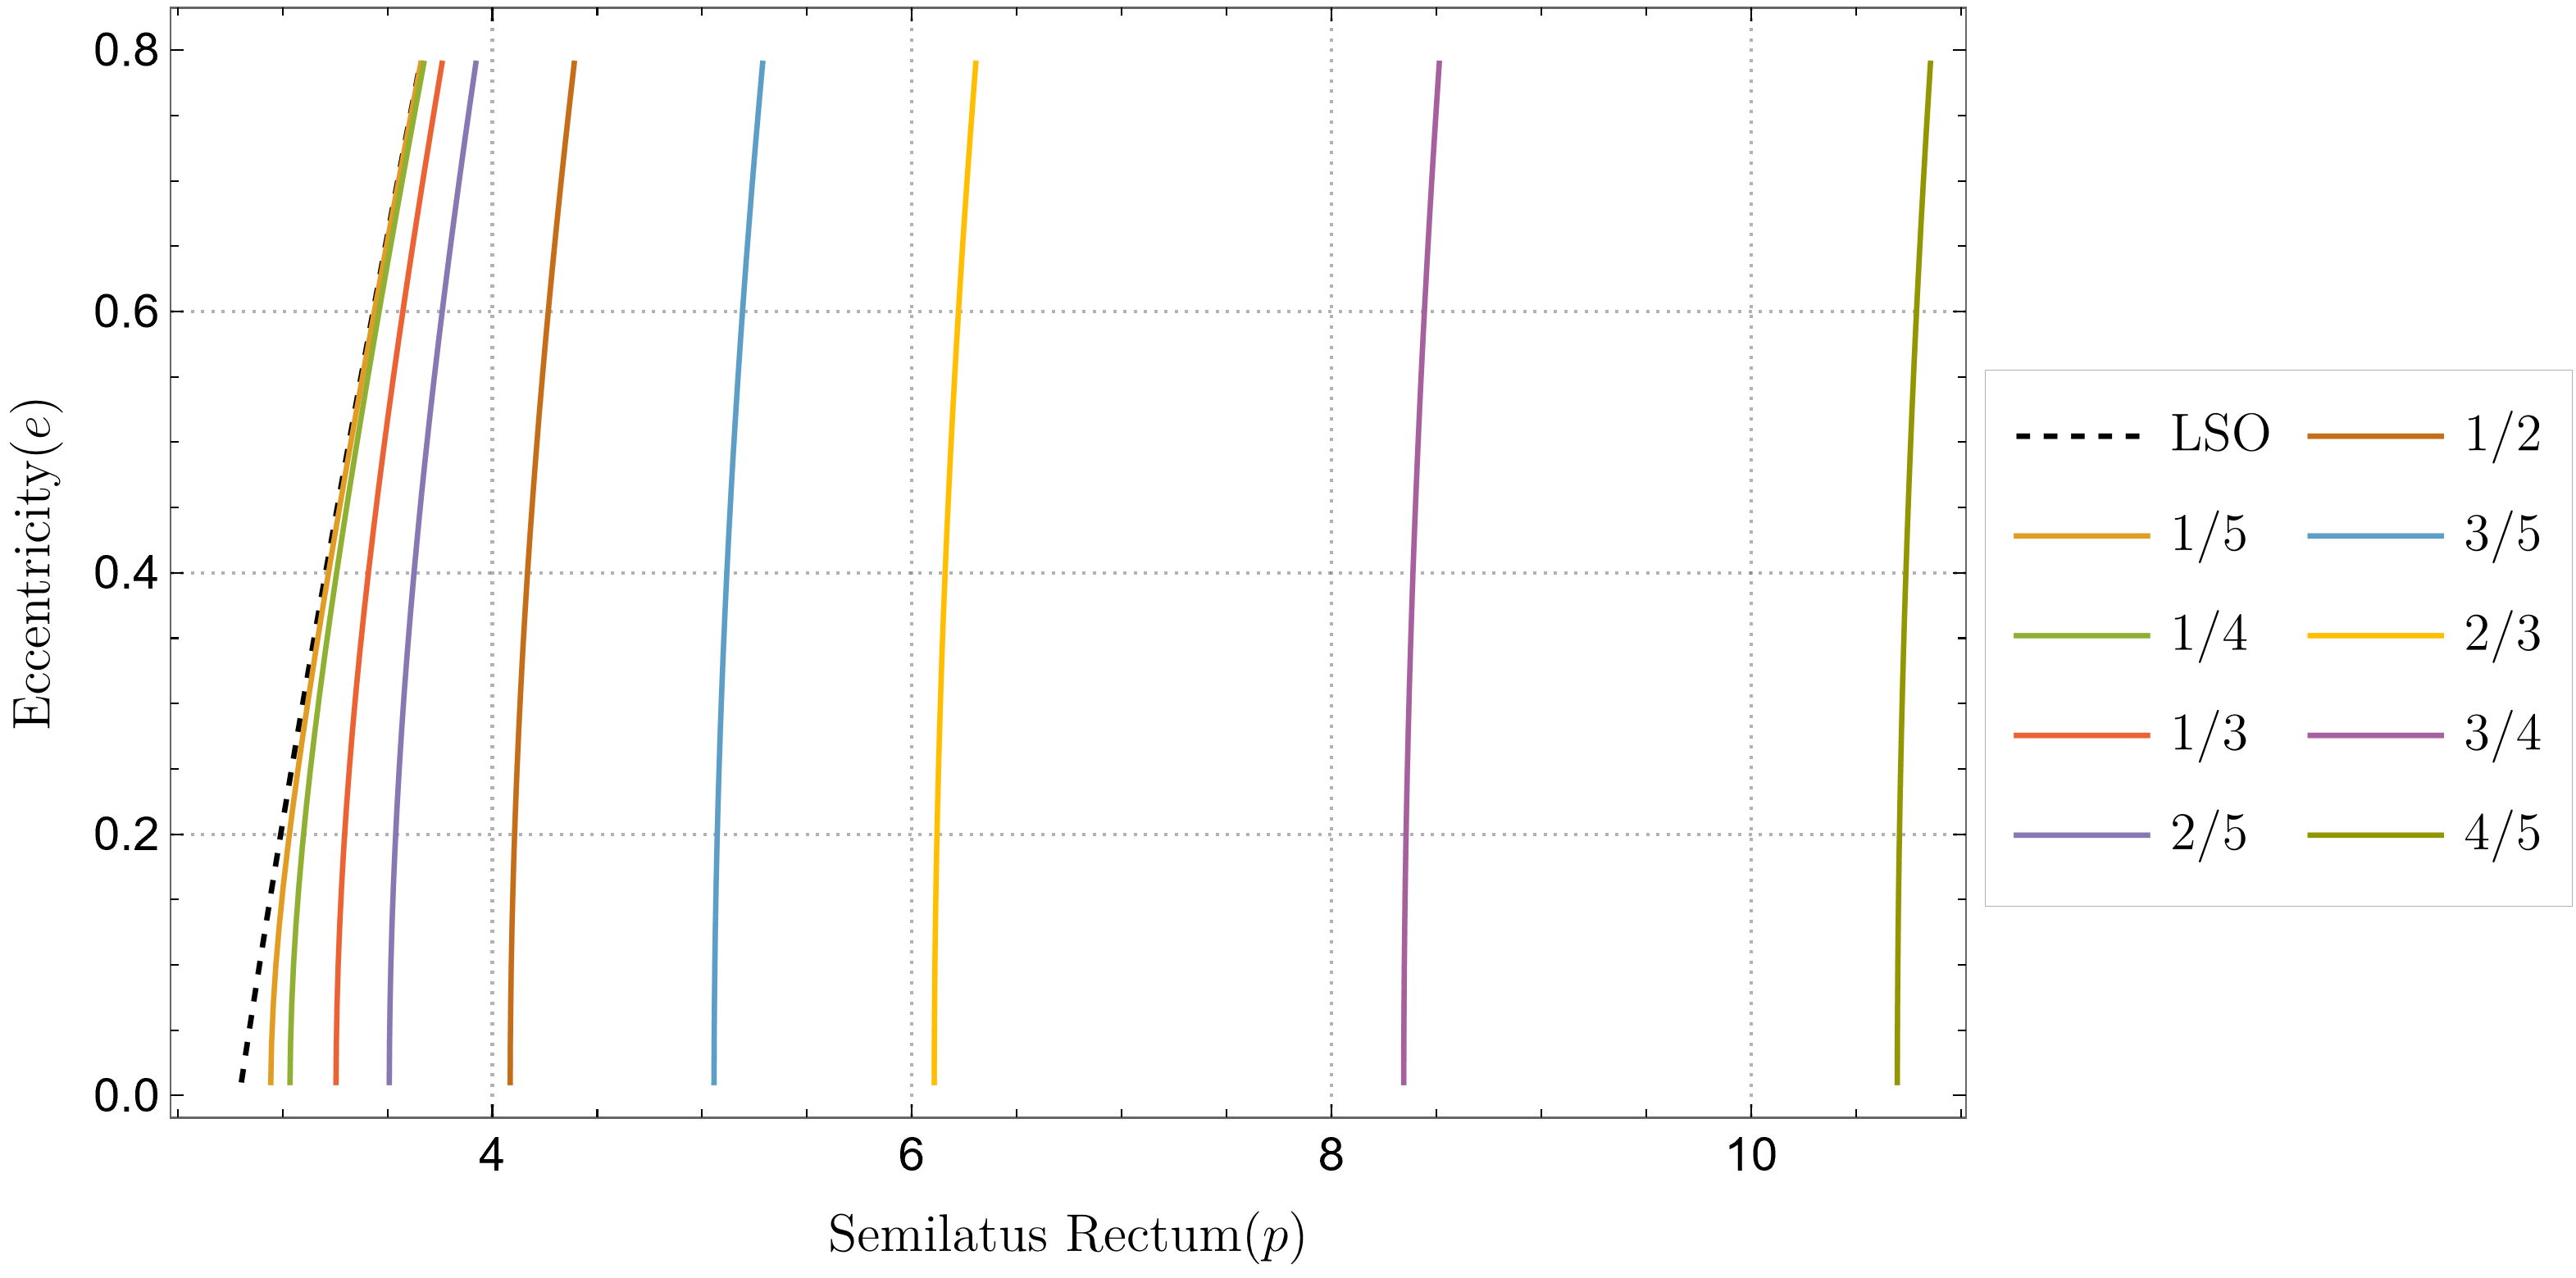 0.8
0.6
0.4
0.2
0.0
Eccentricity(e)
4 6 8 10
Semilatus Rectum(p)
LSO 1/2
1/5 3/5
1/4 2/3
1/3 3/4
2/5 4/5